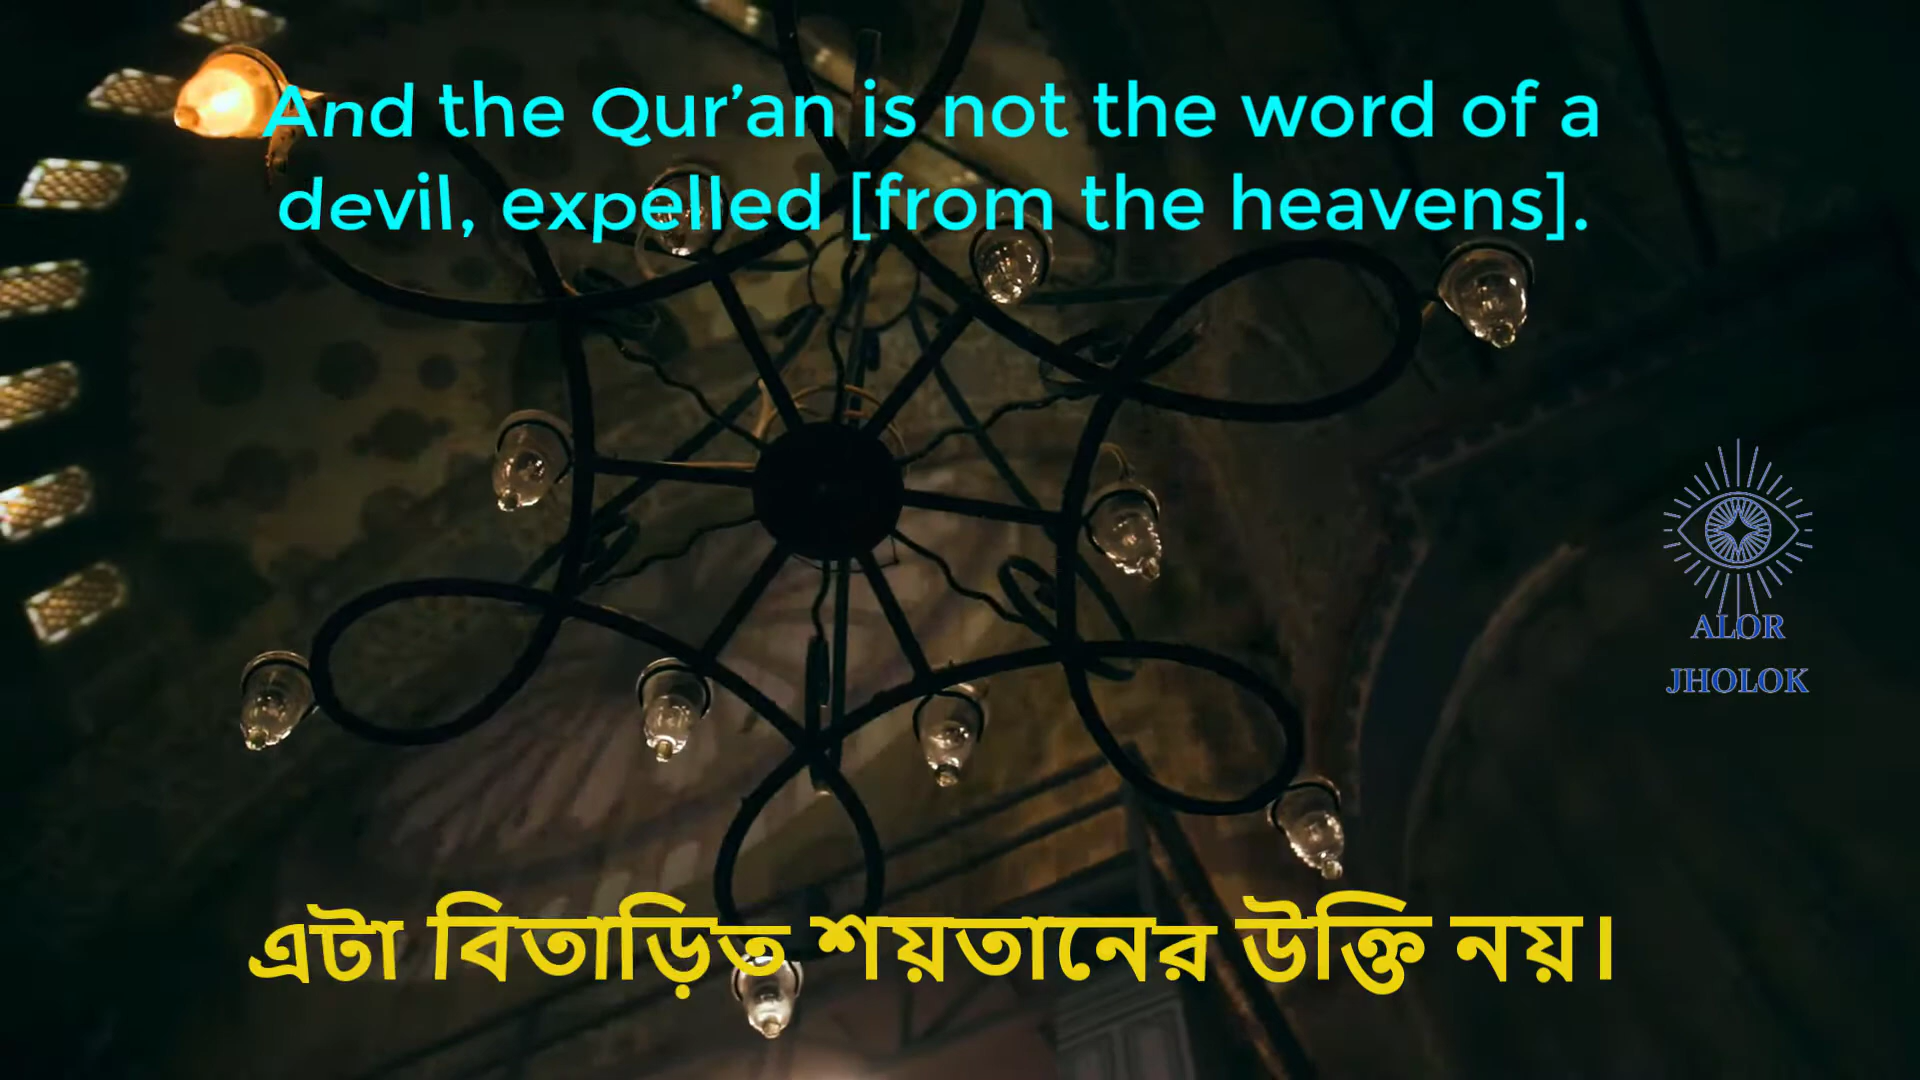 And the Qur’an is not the word of a
devil, expelled [from the heavens].
ALOR
JHOLOK
এটা বিতাড়িত শয়তানের উক্তি নয়।